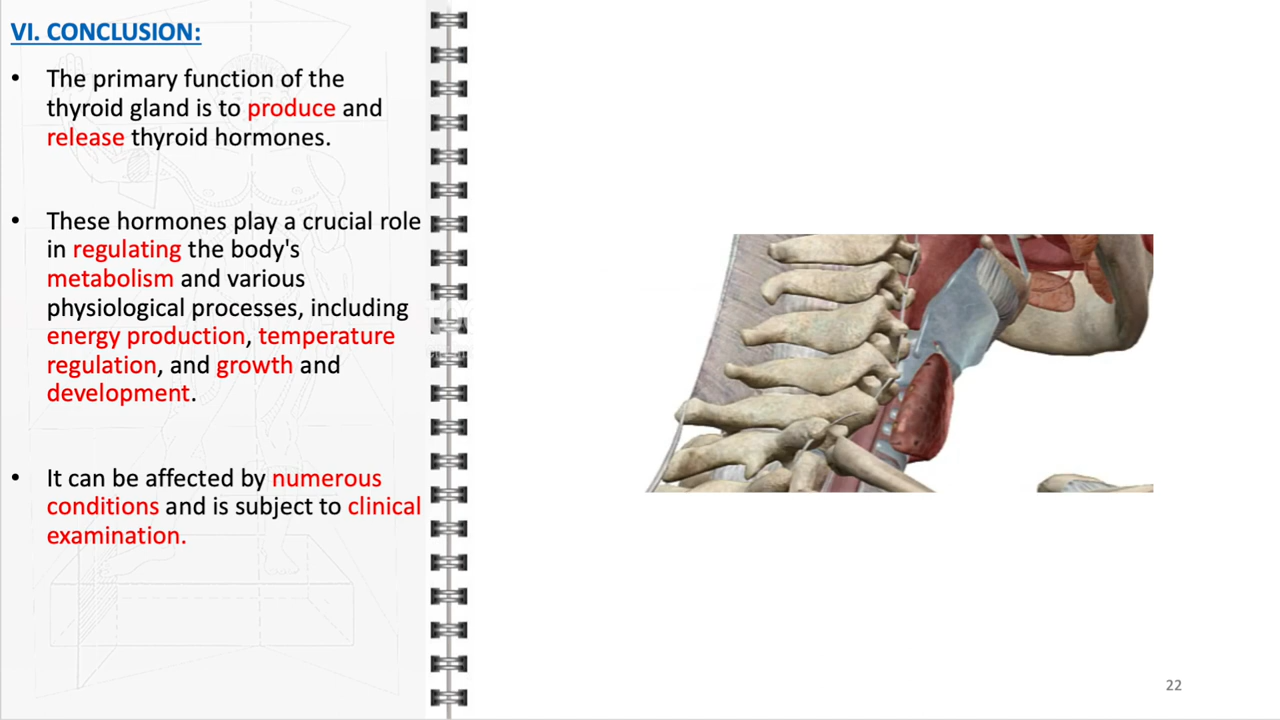 VI. CONCLUSION:
• The primary function of the
thyroid gland is to produce and
release thyroid hormones.
• These hormones play a crucial role
in regulating the body's
metabolism and various
physiological processes, including
energy production, temperature
regulation, and growth and
development.
• It can be affected by numerous
conditions and is subject to clinical
examination.
22